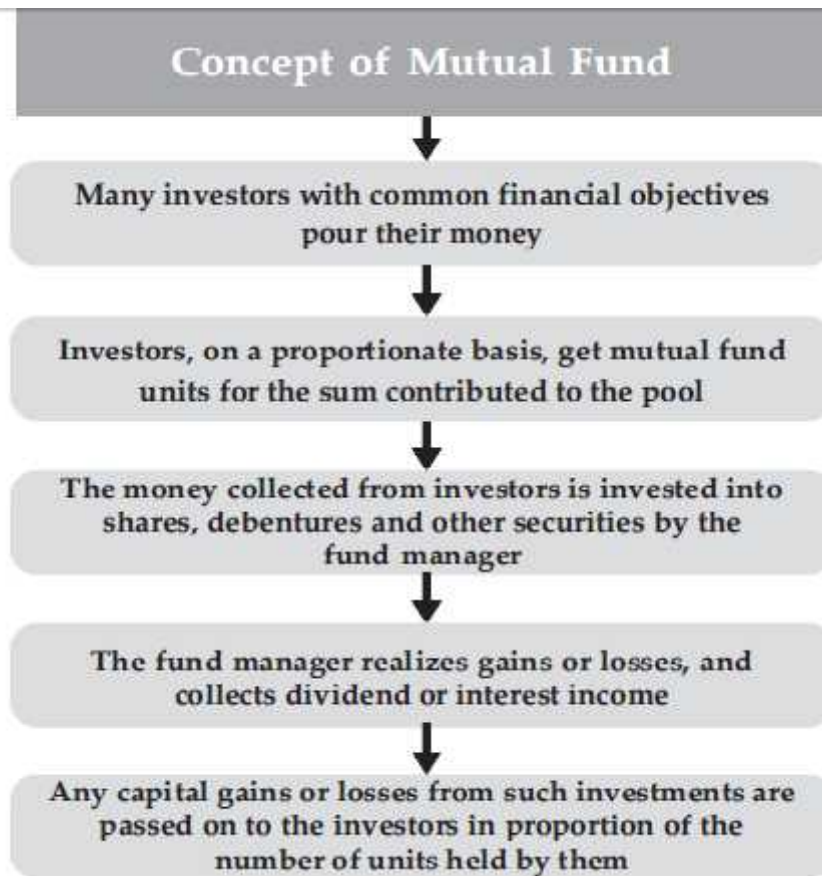 Concept of Mutual Fund
Many investors with common financial objectives
pour their money
Investors, on a proportionate basis, get mutual fund
units for the sum contributed to the pool
The money collected from investors is invested into
shares, debentures and other securities by the
fund manager
The fund manager realizes gains or losses, and
collects dividend or interest income
Any capital gains or losses from such investments are
passed on to the investors in proportion of the
number of units held by them